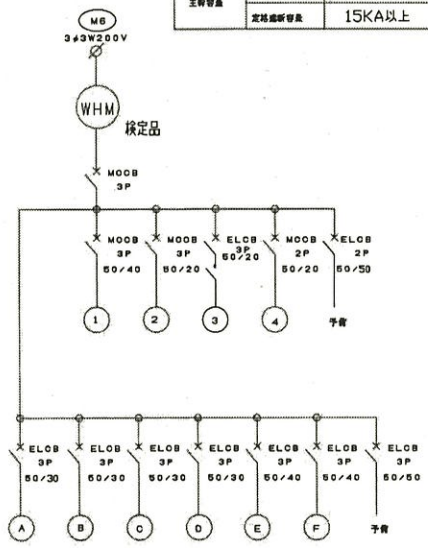 主幹容量
定格遮断容量 15KA以上
M6
3φ3W200V
WHM
検定品
MCCB
3P
MCCB
3P
50/40
MCCB
3P
50/20
ELCB
3P
50/20
MCCB
2P
50/20
ELCB
2P
50/50
1
2
3
4
予備
ELCB
3P
50/30
ELCB
3P
50/30
ELCB
3P
50/30
ELCB
3P
50/30
ELCB
3P
50/40
ELCB
3P
50/40
ELCB
3P
50/50
A
B
C
D
E
F
予備